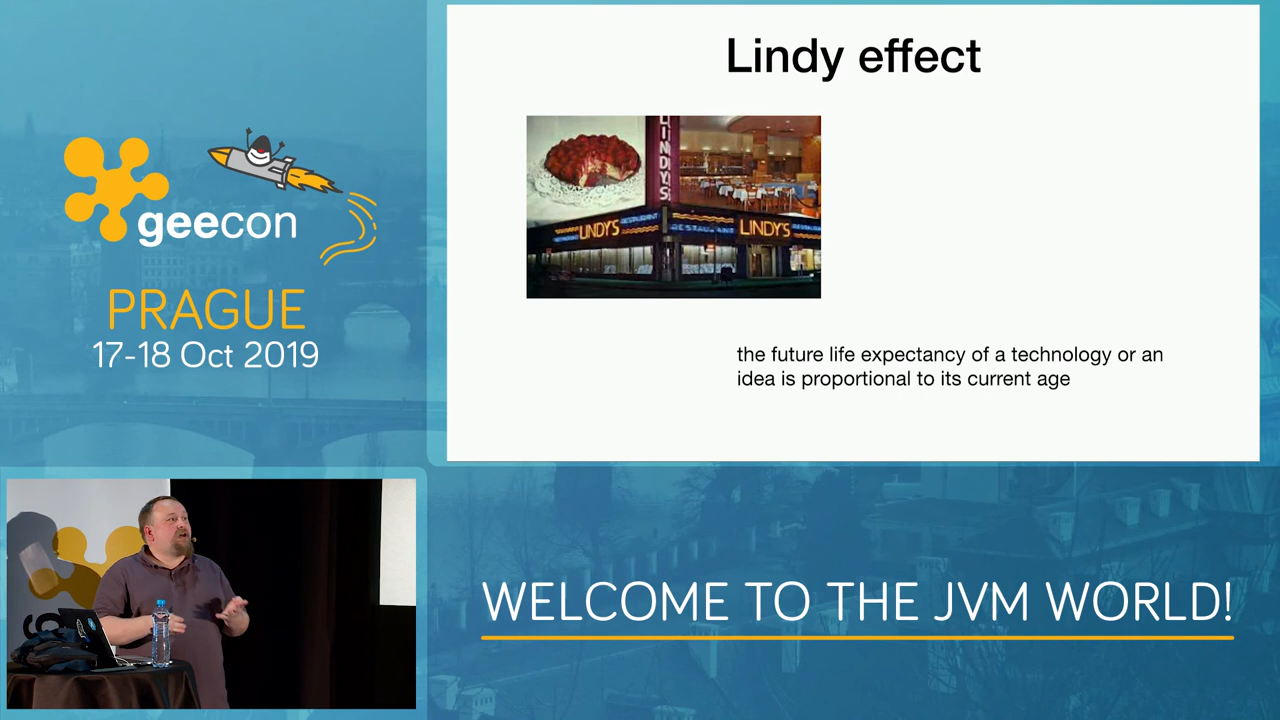 geecon
PRAGUE
17-18 Oct 2019
Lindy effect
LINDY'S
LINDY'S
RESTAURANT
LINDY'S
the future life expectancy of a technology or an
idea is proportional to its current age
WELCOME TO THE JVM WORLD!